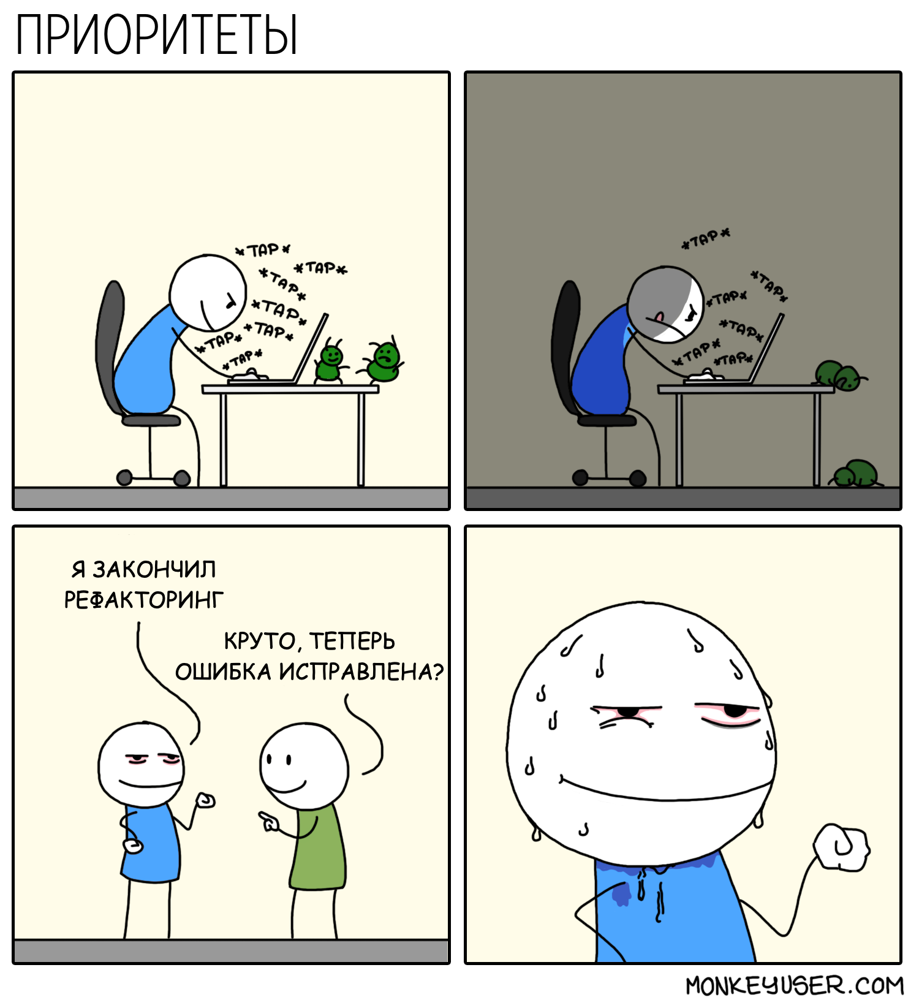 ПРИОРИТЕТЫ
*TAP*
*TAP*
*TAP*
*TAP*
*TAP*
*TAP*
*TAP*
*TAP*
*TAP*
*TAP*
*TAP*
*TAP*
*TAP*
Я ЗАКОНЧИЛ
РЕФАКТОРИНГ
КРУТО, ТЕПЕРЬ
ОШИБКА ИСПРАВЛЕНА?
MONKEYUSER.COM